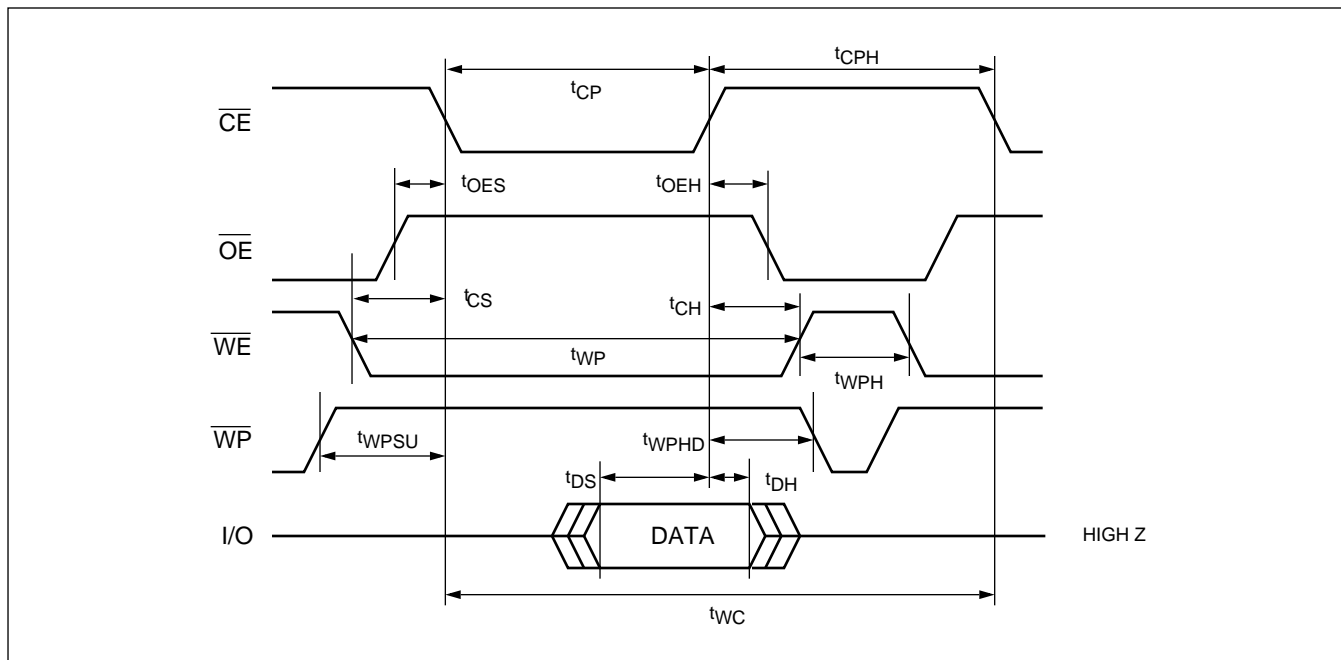 tCPH
tCP
CE
tOES
tOEH
OE
tCS
tCH
WE
tWP
tWPH
WP
tWPSU
tWPHD
tDS
tDH
I/O
DATA
HIGH Z
tWC